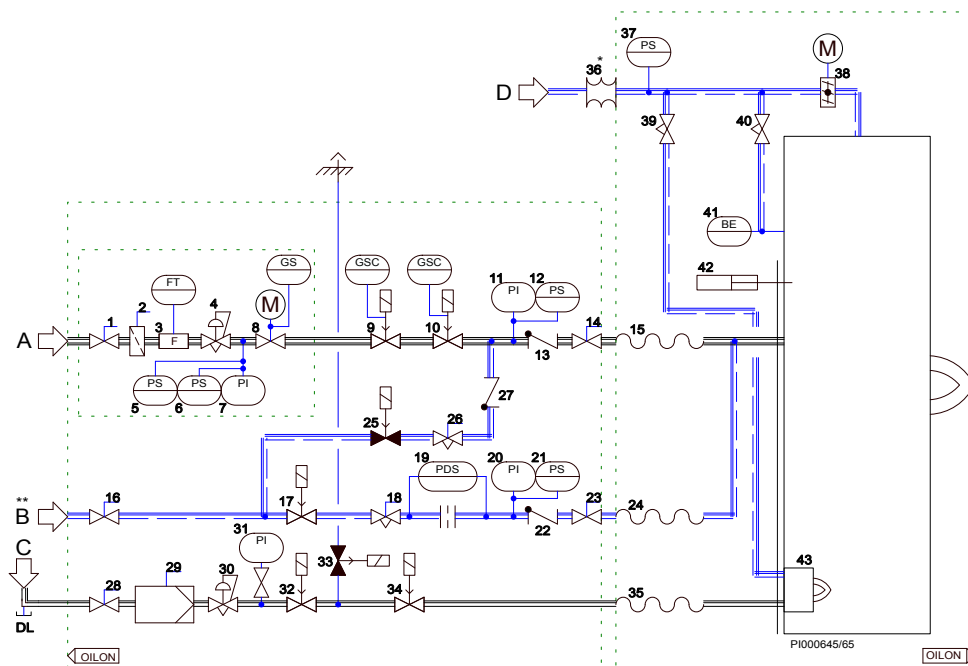 37
PS
M
36
*
38
D
39
40
41
BE
42
GS
GSC
GSC
FT
M
11
12
PI
PS
1
2
3
4
8
9
10
14
15
A
F
13
PS
PS
PI
5
6
7
27
25
26
19
20
21
PDS
PI
PS
**
B
16
17
18
22
23
24
C
31
PI
33
43
28
29
30
32
34
35
DL
OILON
PI000645/65
OILON